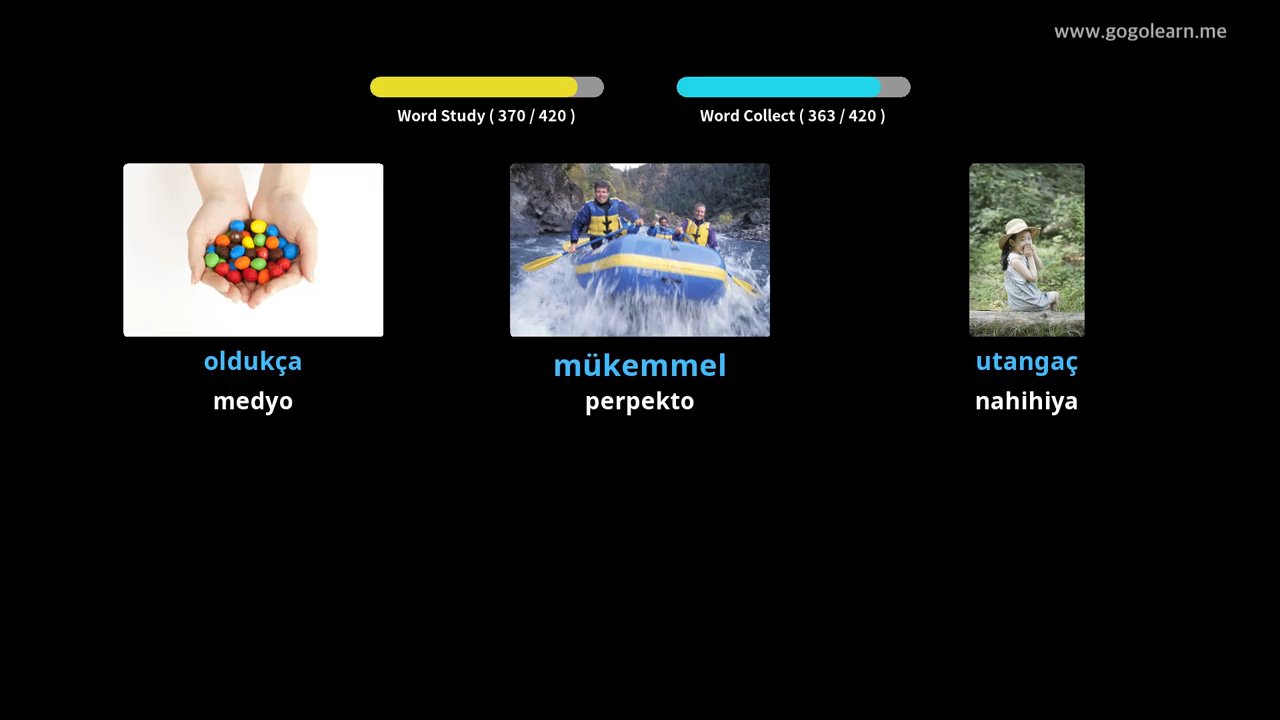 www.gogolearn.me
Word Study ( 370 / 420 )
Word Collect ( 363 / 420 )
oldukça
medyo
mükemmel
perpekto
utangaç
nahihiya